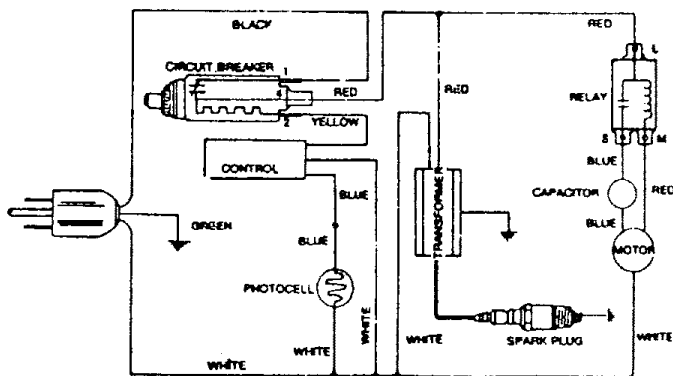 BLACK
RED
CIRCUIT BREAKER
1
L
4
RED
RED
RELAY
2
YELLOW
S
M
CONTROL
BLUE
BLUE
RED
CAPACITOR
TRANSFORMER
GREEN
BLUE
BLUE
MOTOR
PHOTOCELL
WHITE
WHITE
WHITE
WHITE
SPARK PLUG
WHITE